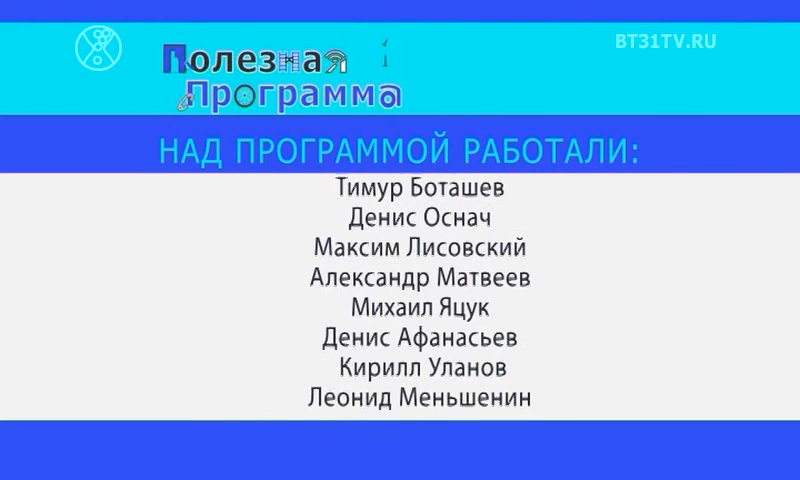 BT31TV.RU
Полезная
Программа
НАД ПРОГРАММОЙ РАБОТАЛИ:
Тимур Боташев
Денис Оснач
Максим Лисовский
Александр Матвеев
Михаил Яцук
Денис Афанасьев
Кирилл Уланов
Леонид Меньшенин